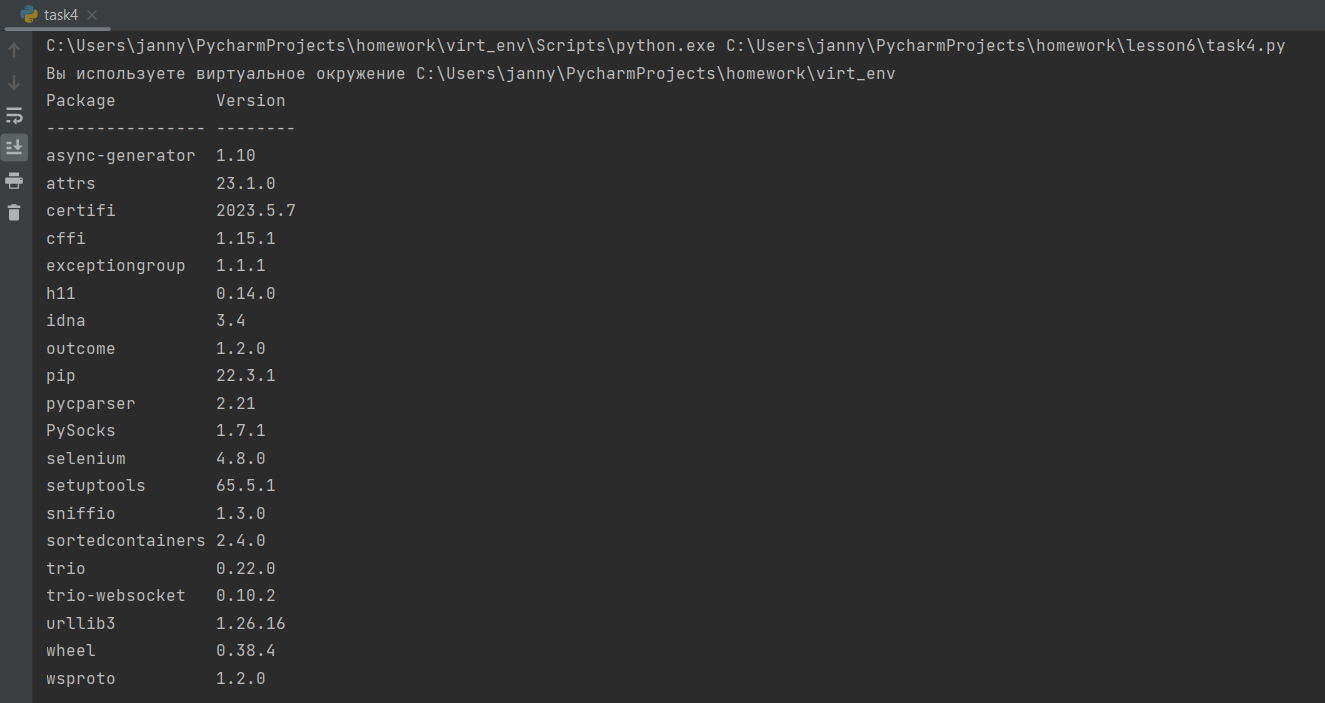 task4
C:\Users\janny\PycharmProjects\homework\virt_env\Scripts\python.exe C:\Users\janny\PycharmProjects\homework\lesson6\task4.py
Вы используете виртуальное окружение C:\Users\janny\PycharmProjects\homework\virt_env
Package          Version
---------------- --------
async-generator  1.10
attrs            23.1.0
certifi          2023.5.7
cffi             1.15.1
exceptiongroup   1.1.1
h11              0.14.0
idna             3.4
outcome          1.2.0
pip              22.3.1
pycparser        2.21
PySocks          1.7.1
selenium         4.8.0
setuptools       65.5.1
sniffio          1.3.0
sortedcontainers 2.4.0
trio             0.22.0
trio-websocket   0.10.2
urllib3          1.26.16
wheel            0.38.4
wsproto          1.2.0